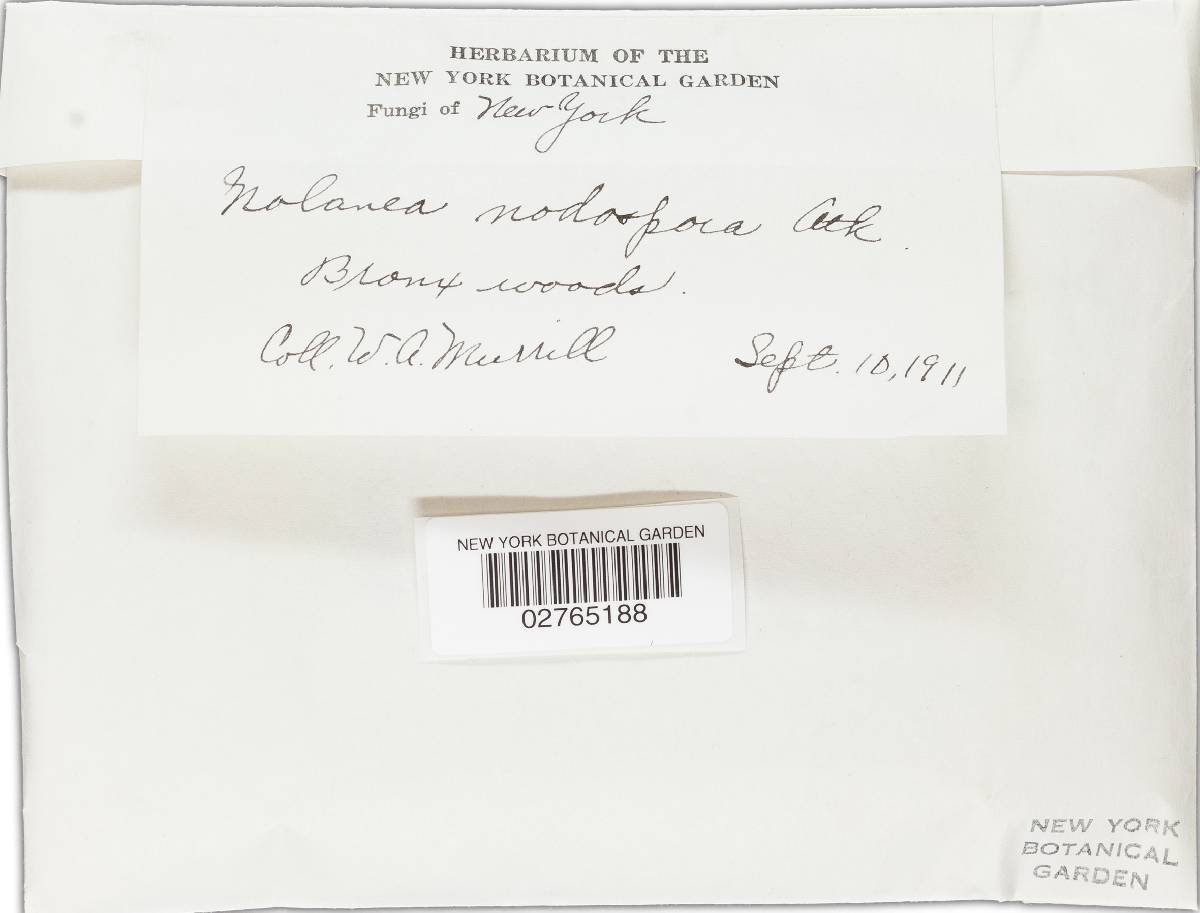 HERBARIUM OF THE
NEW YORK BOTANICAL GARDEN
Fungi of New York
Nolanea nodospora Atk.
Bronx woods.
Coll. W. A. Murrill Sept. 10, 1911
NEW YORK BOTANICAL GARDEN
02765188
NEW YORK
BOTANICAL
GARDEN